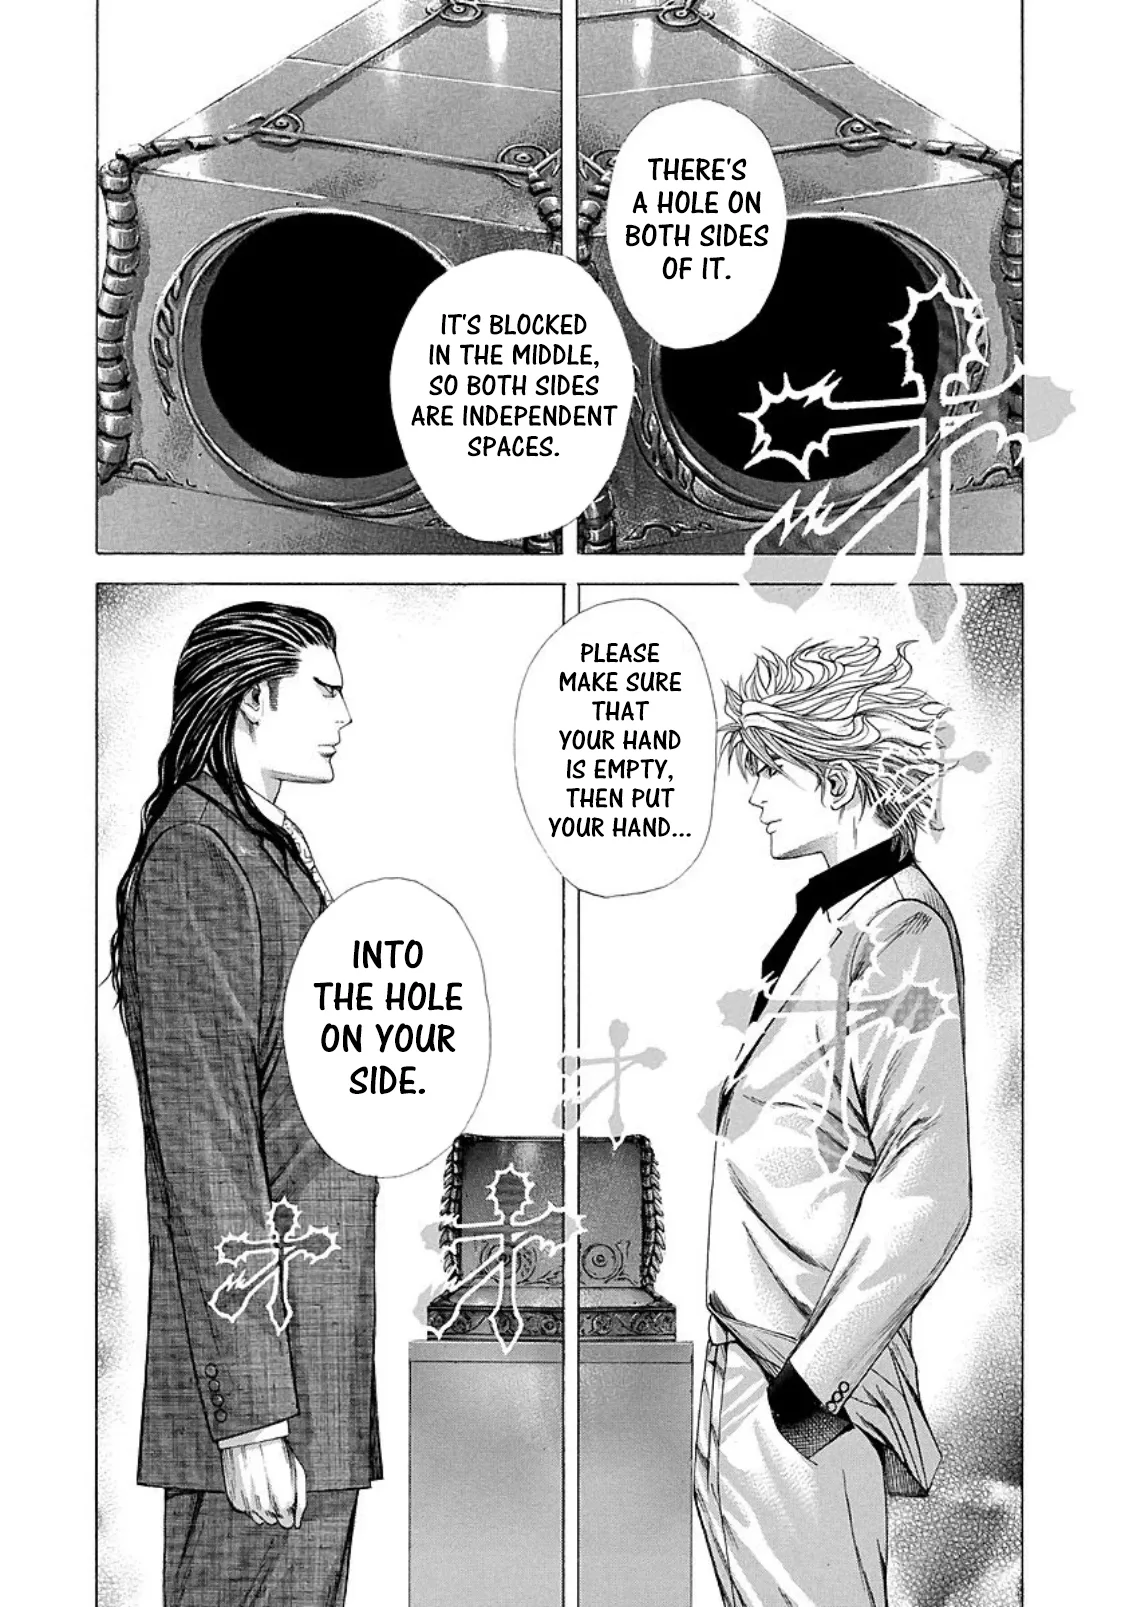 THERE'S
A HOLE ON
BOTH SIDES
OF IT.
IT'S BLOCKED
IN THE MIDDLE,
SO BOTH SIDES
ARE INDEPENDENT
SPACES.
PLEASE
MAKE SURE
THAT
YOUR HAND
IS EMPTY,
THEN PUT
YOUR HAND...
INTO
THE HOLE
ON YOUR
SIDE.